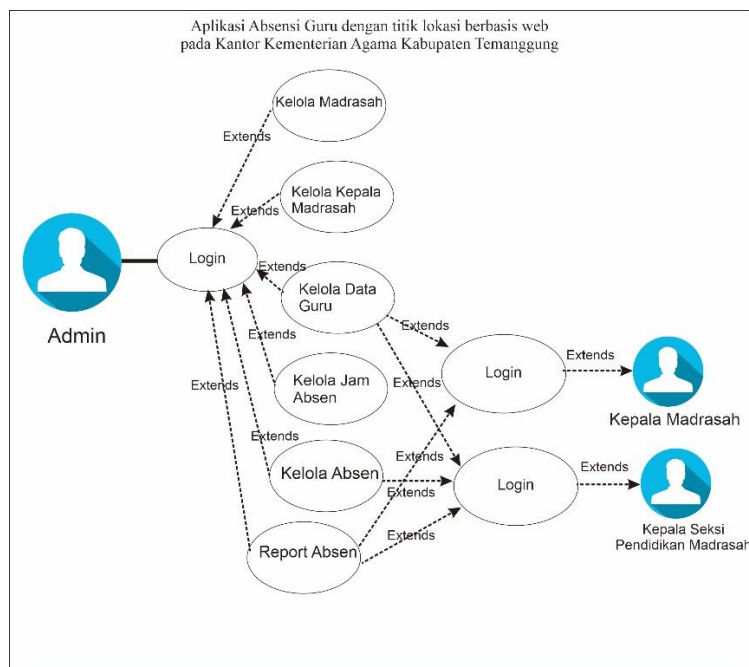 Aplikasi Absensi Guru dengan titik lokasi berbasis web
pada Kantor Kementerian Agama Kabupaten Temanggung
Kelola Madrasah
Extends
Kelola Kepala
Madrasah
Extends
Login
Admin
Extends
Kelola Data
Guru
Extends
Extends
Kelola Jam
Absen
Extends
Extends
Login
Extends
Kepala Madrasah
Extends
Kelola Absen
Extends
Extends
Login
Extends
Kepala Seksi
Pendidikan Madrasah
Report Absen
Extends